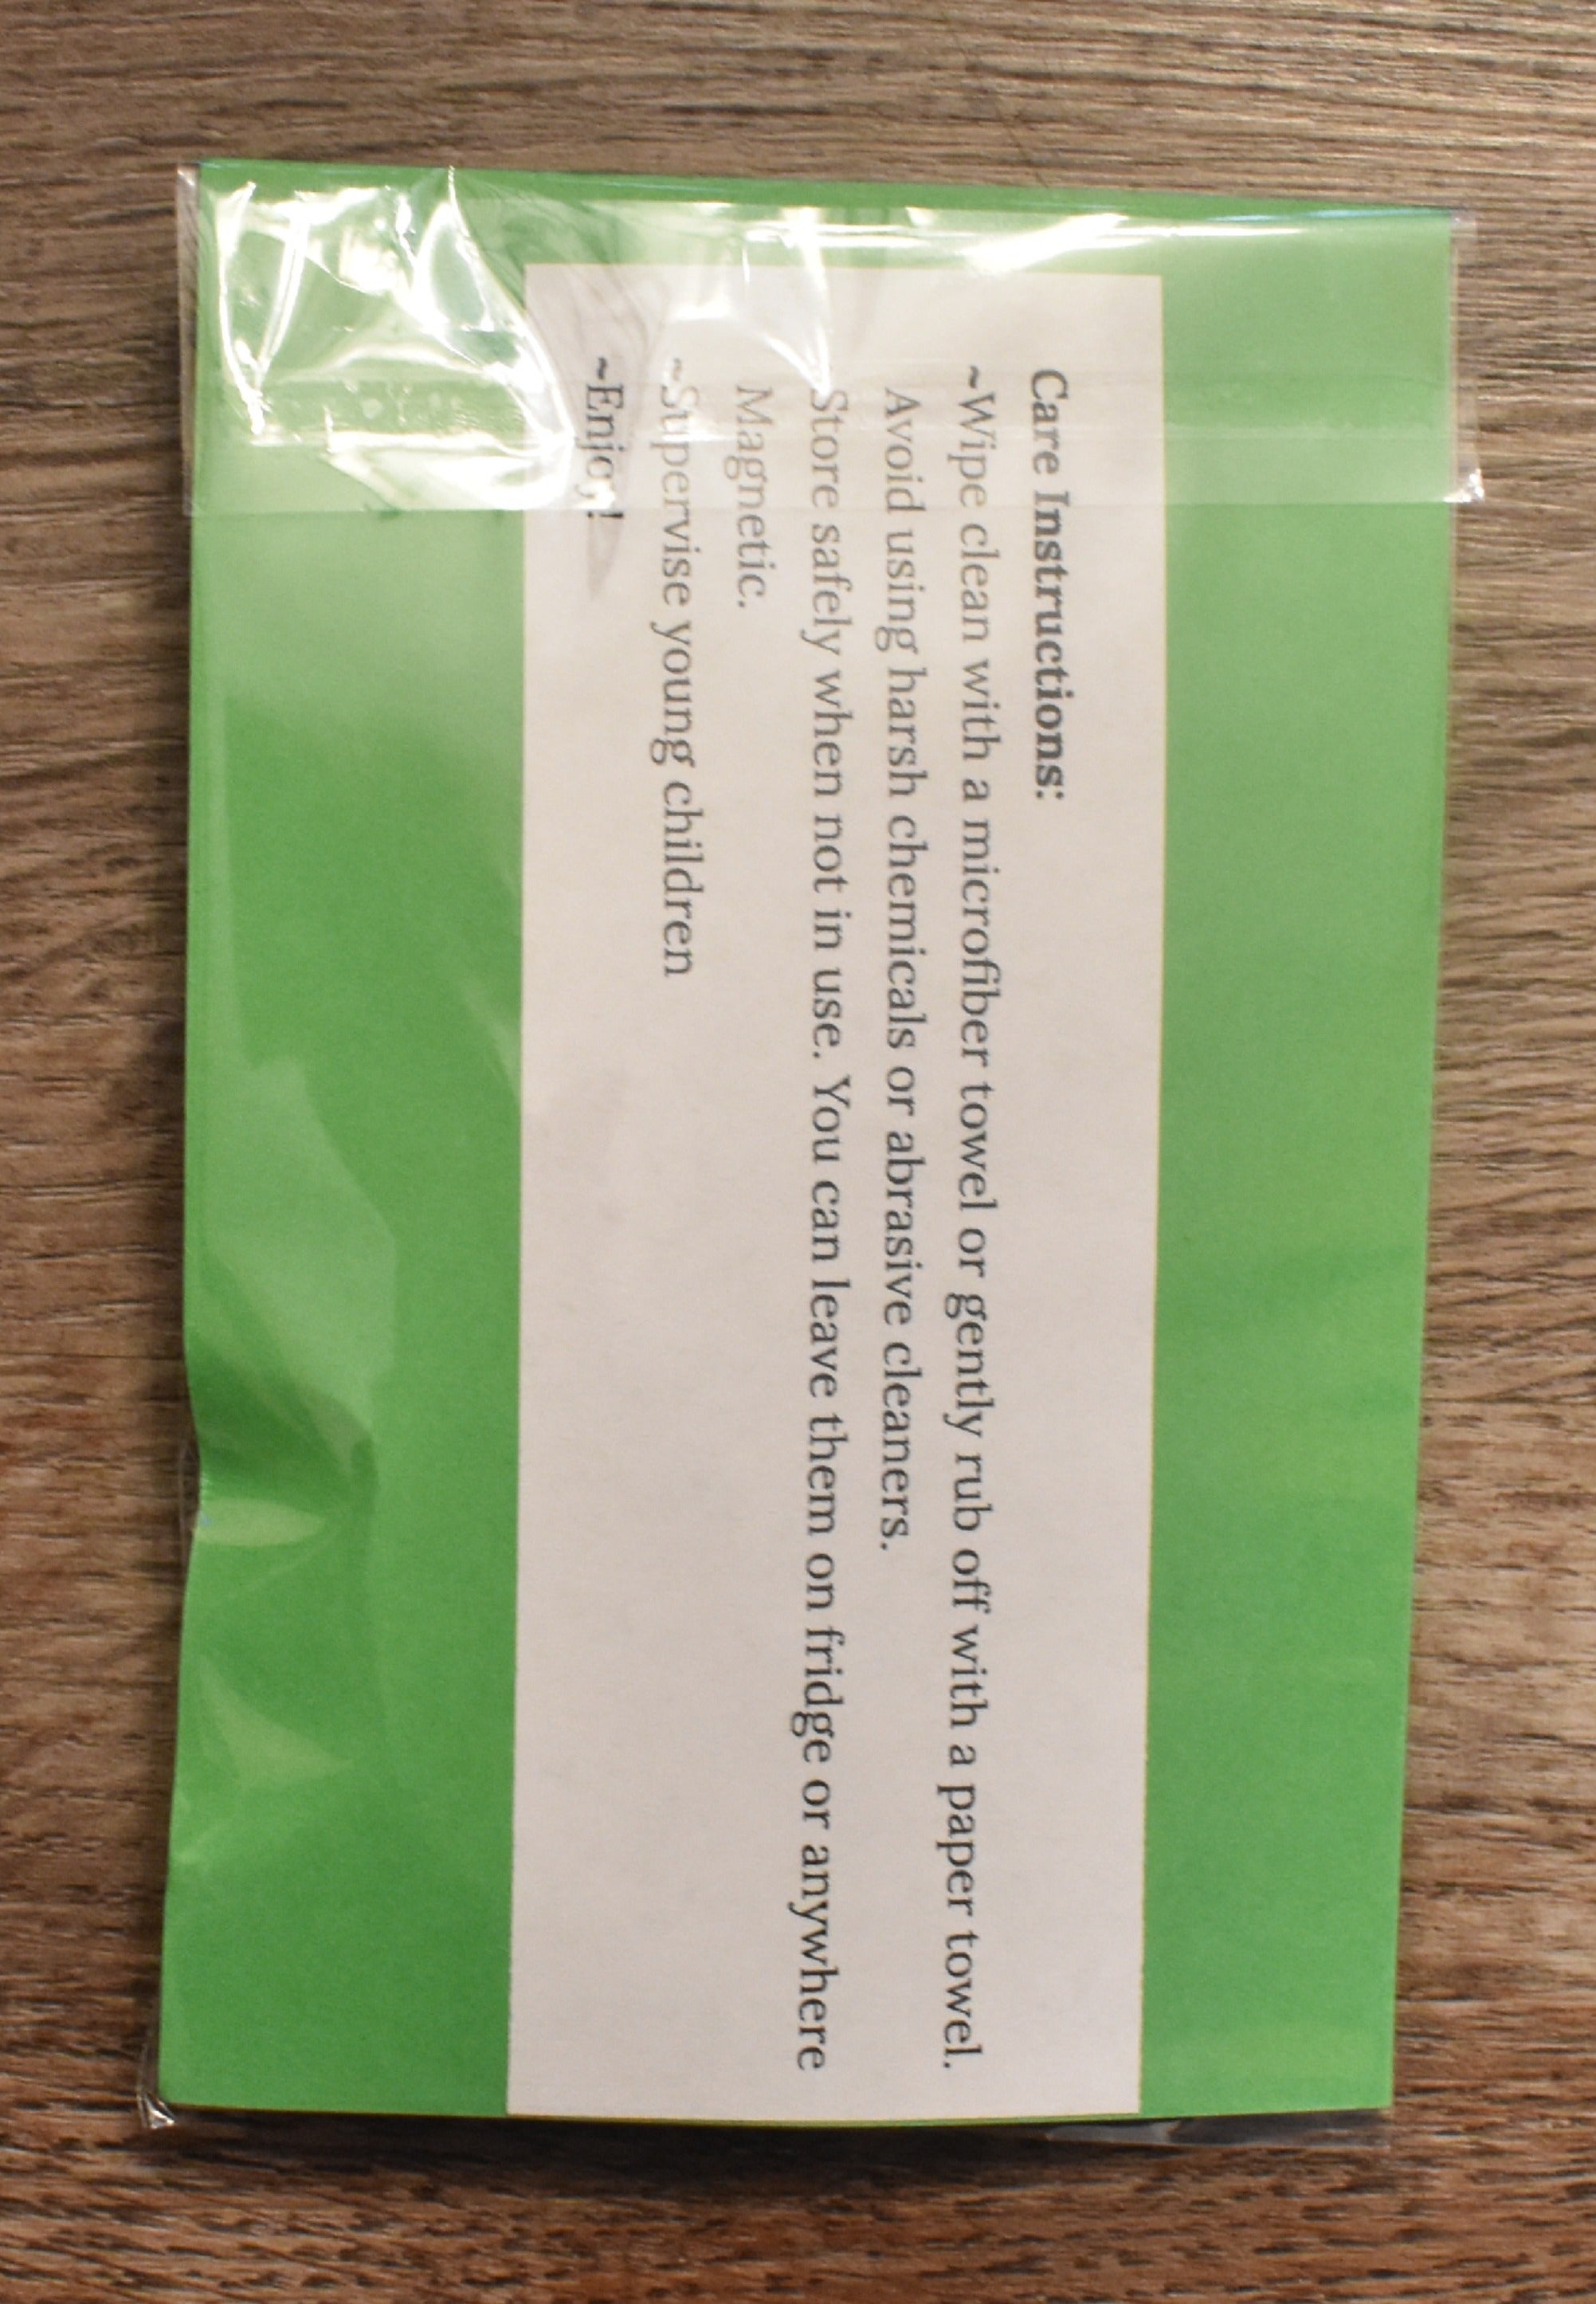 Care Instructions:
~Wipe clean with a microfiber towel or gently rub off with a paper towel.
Avoid using harsh chemicals or abrasive cleaners.
Store safely when not in use. You can leave them on fridge or anywhere
Magnetic.
~Supervise young children
~Enjoy!